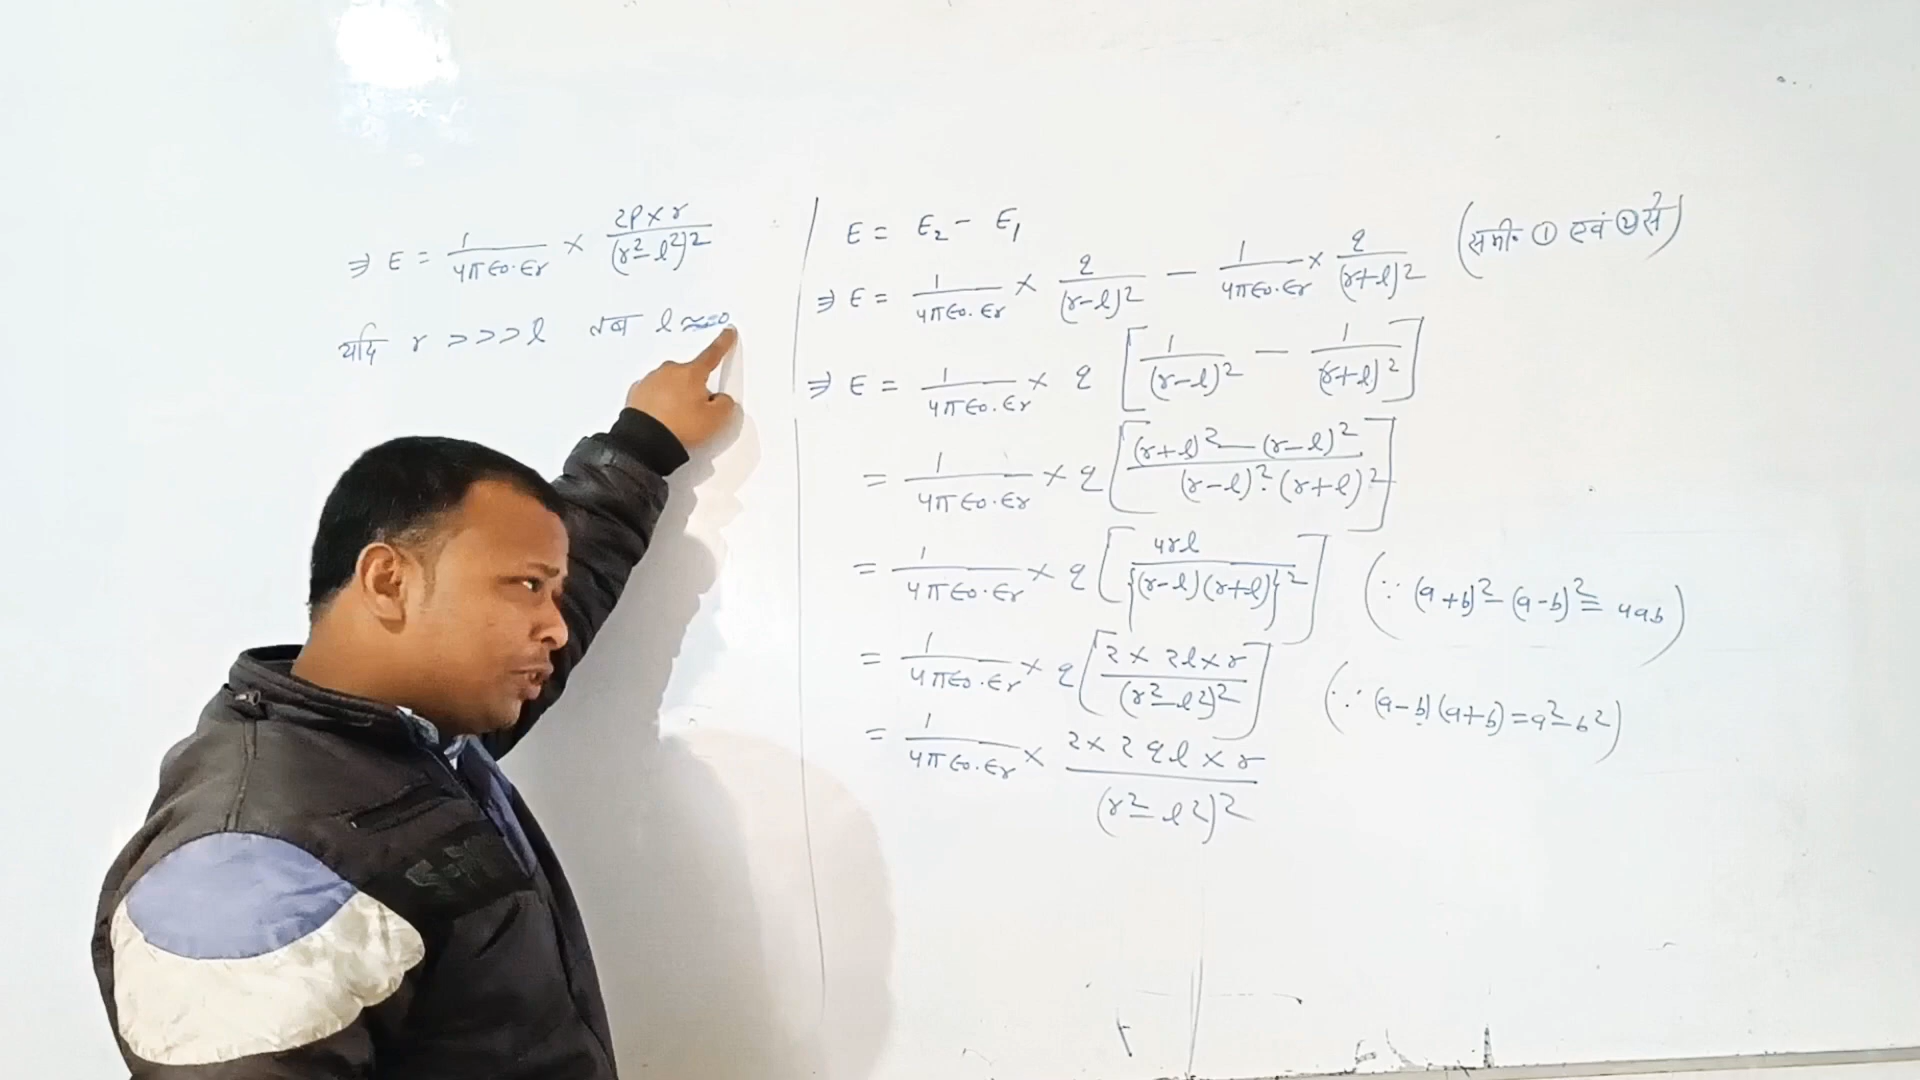 ⇒ E = 1/4πϵ0.ϵr × 2P×r/(r²-l²)²
यदि r >>>l तब l≈0
E = E₂ - E₁
⇒ E = 1/4πϵ0.ϵr × q/(r-l)² - 1/4πϵ0.ϵr × q/(r+l)² (समी० ① एवं ② से)
⇒ E = 1/4πϵ0.ϵr × q [1/(r-l)² - 1/(r+l)²]
= 1/4πϵ0.ϵr × q [(r+l)² - (r-l)²/(r-l)².(r+l)²]
= 1/4πϵ0.ϵr × q [4rl/{(r-l)(r+l)}²] (∵ (a+b)²-(a-b)²= 4ab)
= 1/4πϵ0.ϵr × q [2×2l×r/(r²-l²)²] (∵ (a-b)(a+b)=a²-b²)
= 1/4πϵ0.ϵr × 2×2ql×r/(r²-l²)²